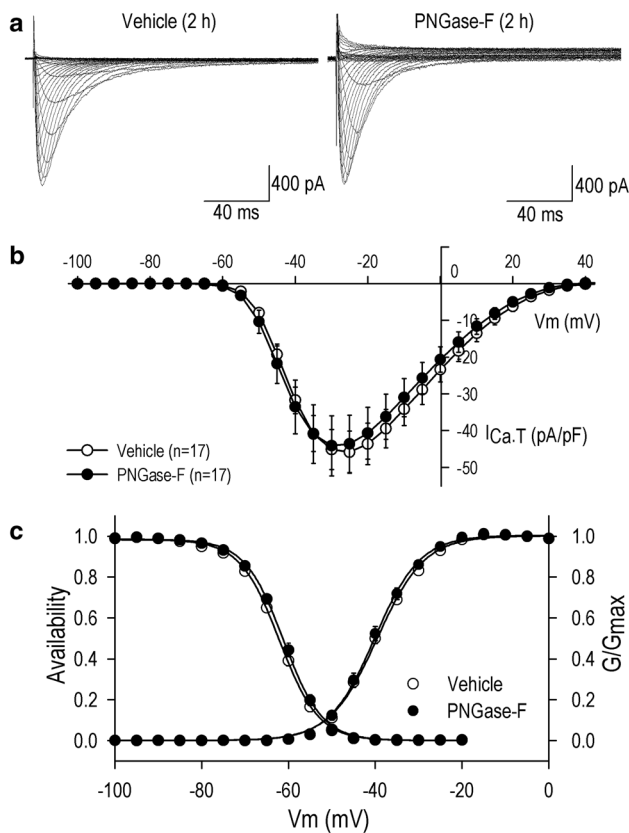 a
Vehicle (2 h)
PNGase-F (2 h)
400 pA
40 ms
400 pA
40 ms
b
-100 -80 -60 -40 -20 0 20 40
Vm (mV)
-10
-20
-30
-40
-50
ICa.T (pA/pF)
Vehicle (n=17)
PNGase-F (n=17)
c
Availability
1.0
0.8
0.6
0.4
0.2
0.0
G/Gmax
1.0
0.8
0.6
0.4
0.2
0.0
Vehicle
PNGase-F
-100 -80 -60 -40 -20 0
Vm (mV)